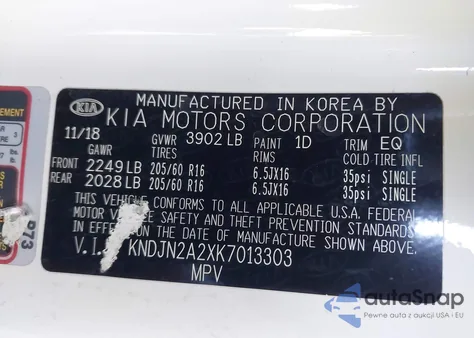 MANUFACTURED IN KOREA BY
KIA KIA MOTORS CORPORATION
11/18 GVWR 3902 LB PAINT 1D TRIM EQ
GAWR TIRES RIMS COLD TIRE INFL
FRONT 2249 LB 205/60 R16 6.5JX16 35psi SINGLE
REAR 2028 LB 205/60 R16 6.5JX16 35psi SINGLE
THIS VEHICLE CONFORMS TO ALL APPLICABLE U.S.A. FEDERAL
MOTOR VEHICLE SAFETY AND THEFT PREVENTION STANDARDS
IN EFFECT ON THE DATE OF MANUFACTURE SHOWN ABOVE.
V.I. KNDJN2A2XK7013303
MPV
autoSnap
Pewne auta z aukcji USA i EU